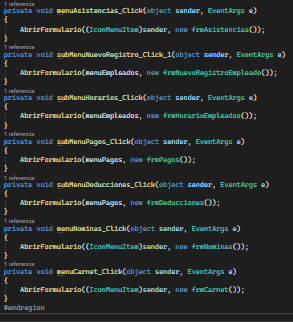 1 referencia
private void menuAsistencias_Click(object sender, EventArgs e)
{
AbrirFormulario((IconMenuItem)sender, new frmAsistencias());
}
1 referencia
private void subMenuNuevoRegistro_Click_1(object sender, EventArgs e)
{
AbrirFormulario(menuEmpleados, new frmNuevoRegistroEmpleado());
}
1 referencia
private void subMenuHorarios_Click(object sender, EventArgs e)
{
AbrirFormulario(menuEmpleados, new frmHorarioEmpleados());
}
1 referencia
private void subMenuPagos_Click(object sender, EventArgs e)
{
AbrirFormulario(menuPagos, new frmPagos());
}
1 referencia
private void subMenuDeducciones_Click(object sender, EventArgs e)
{
AbrirFormulario(menuPagos, new frmDeducciones());
}
1 referencia
private void menuNominas_Click(object sender, EventArgs e)
{
AbrirFormulario((IconMenuItem)sender, new frmNominas());
}
1 referencia
private void menuCarnet_Click(object sender, EventArgs e)
{
AbrirFormulario((IconMenuItem)sender, new frmCarnet());
}
#endregion